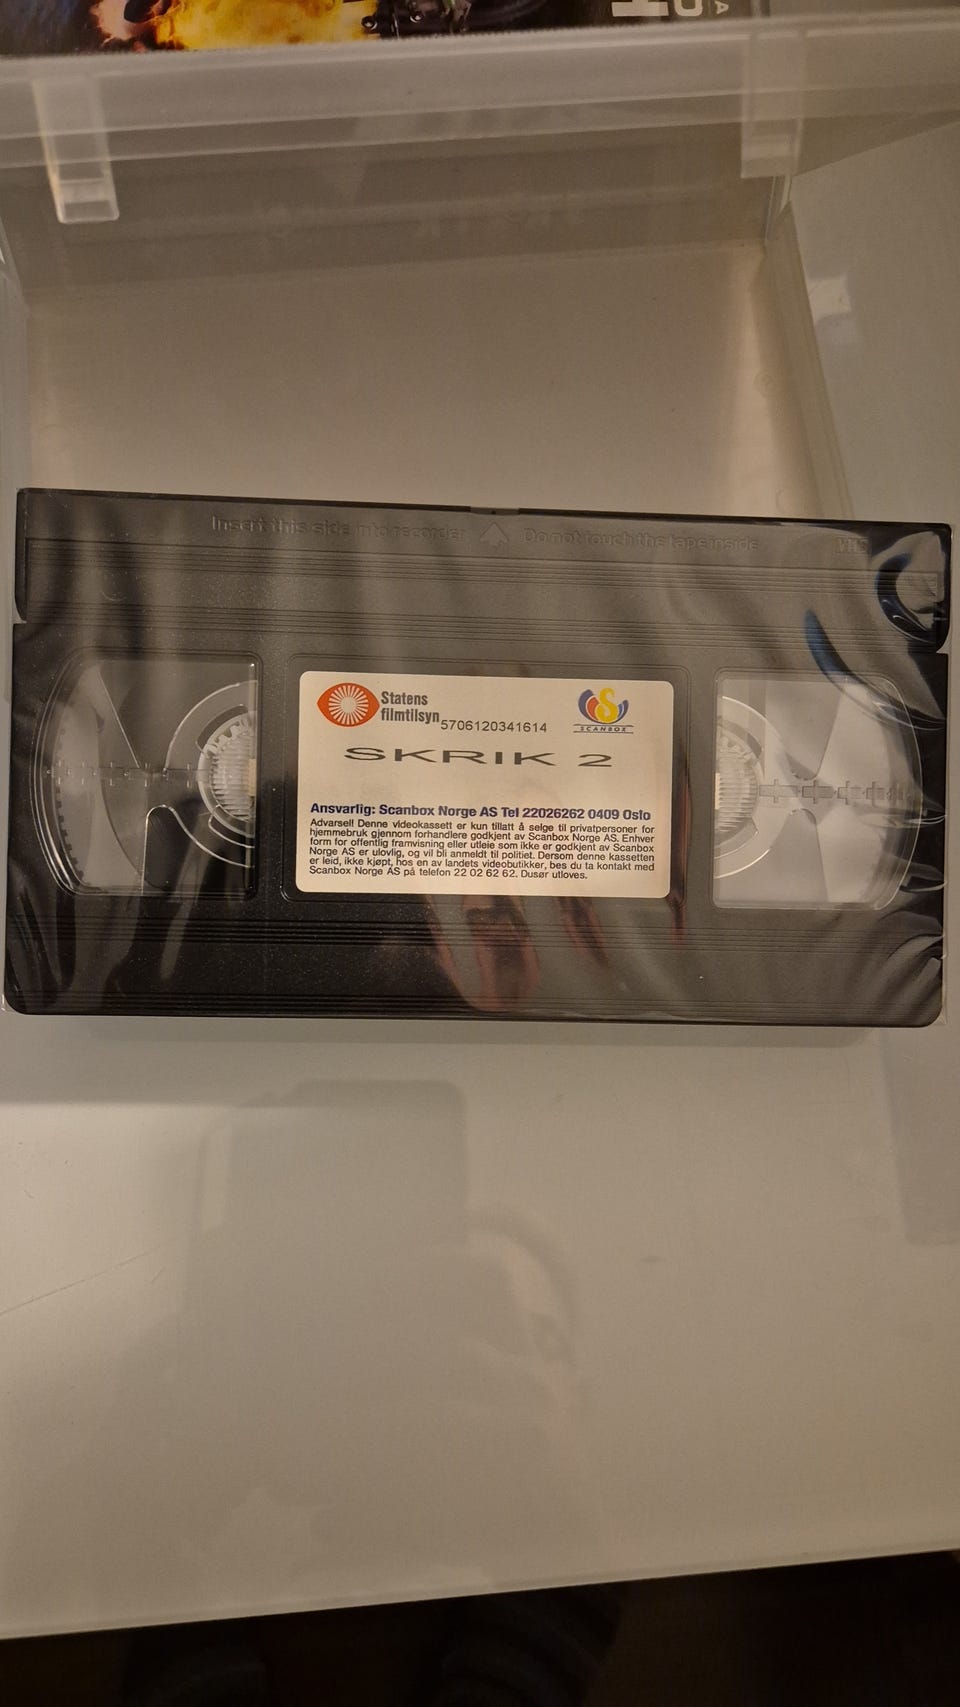 Insert this side into recorder Do not touch the tape inside VHS
Statens
filmtilsyn
5706120341614
SCANBOX
SKRIK 2
Ansvarlig: Scanbox Norge AS Tel 22026262 0409 Oslo
Advarsel! Denne videokassett er kun tillatt å selge til privatpersoner for
hjemmebruk gjennom forhandlere godkjent av Scanbox Norge AS. Enhver
form for offentlig framvisning eller utleie som ikke er godkjent av Scanbox
Norge AS er ulovlig, og vil bli anmeldt til politiet. Dersom denne kassetten
er leid, ikke kjøpt, hos en av landets videobutikker, bes du ta kontakt med
Scanbox Norge AS på telefon 22 02 62 62. Dusør utloves.